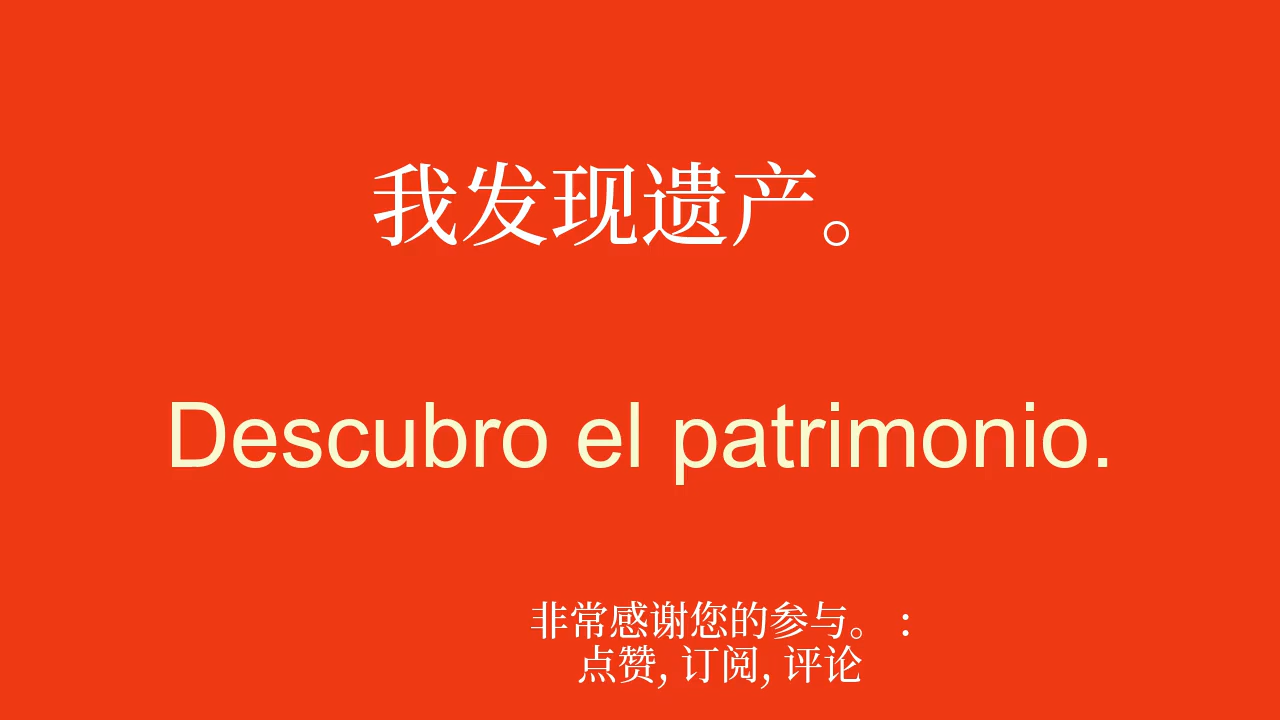 我发现遗产。
Descubro el patrimonio.
非常感谢您的参与。 :
点赞, 订阅, 评论